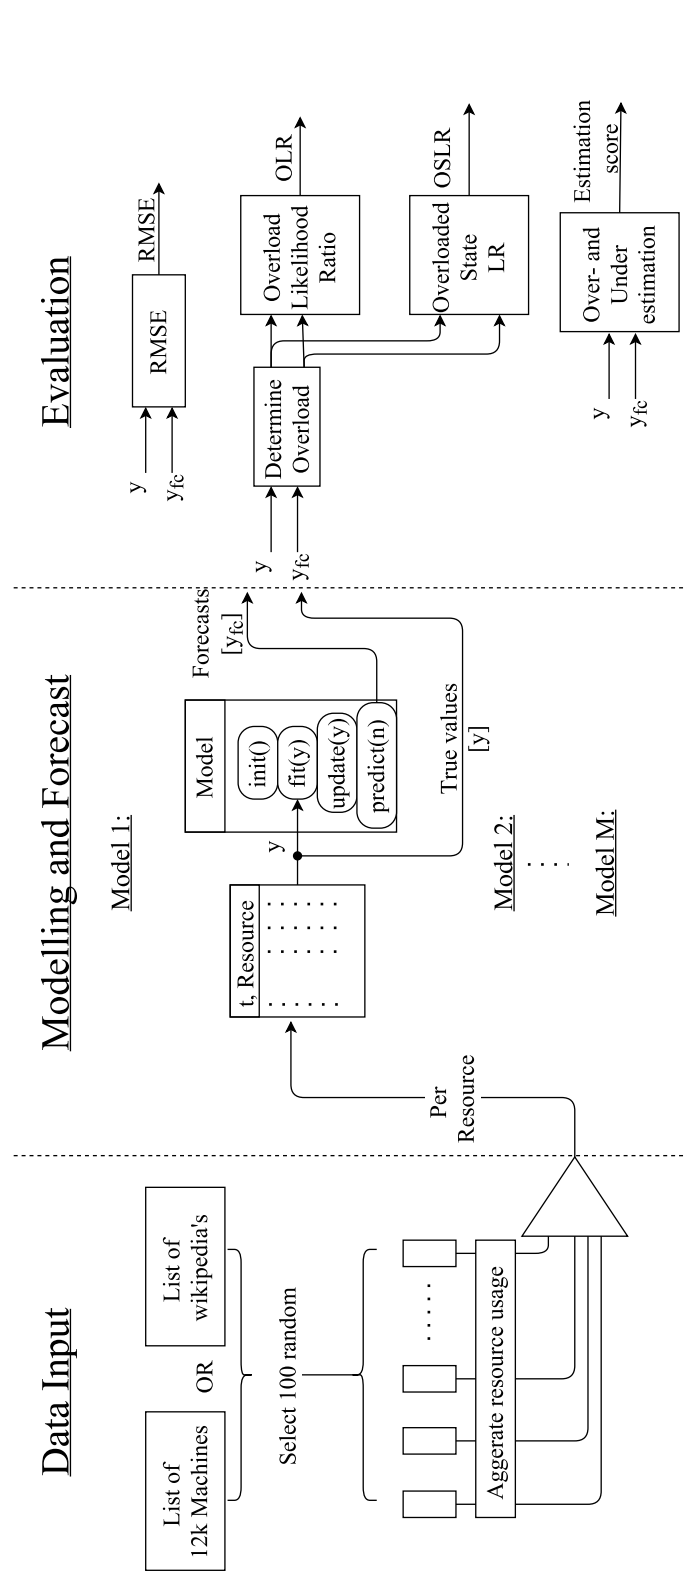 Data Input
List of
12k Machines
OR
List of
wikipedia's
Select 100 random
. . . . .
Aggerate resource usage
Modelling and Forecast
Per
Resource
Model 1:
t, Resource
y
Model
init()
fit(y)
update(y)
predict(n)
Forecasts
[yfc]
True values
[y]
Model 2:
. . . .
Model M:
Evaluation
y
yfc
RMSE
RMSE
y
yfc
Determine
Overload
Overload
Likelihood
Ratio
OLR
Overloaded
State
LR
OSLR
y
yfc
Over- and
Under
estimation
Estimation
score